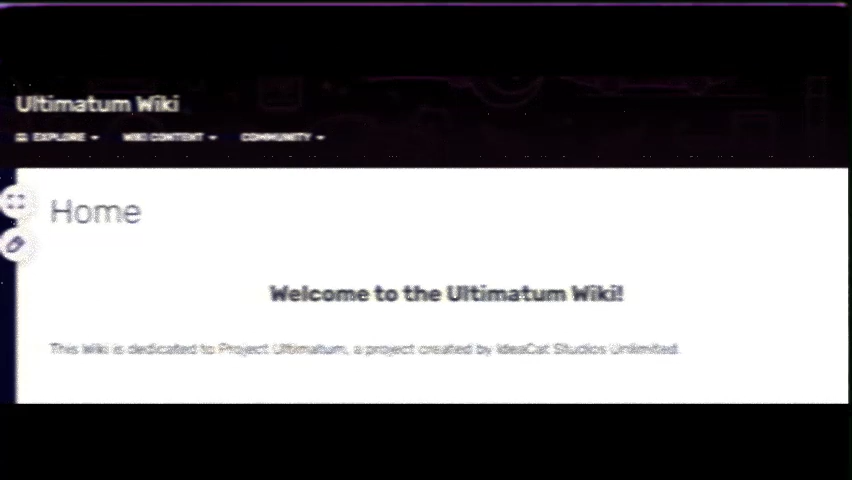 Ultimatum Wiki
EXPLORE WIKI CONTENT COMMUNITY
Home
Welcome to the Ultimatum Wiki!
This Wiki is dedicated to Project Ultimatum, a project created by IdeaCat Studios Unlimited.